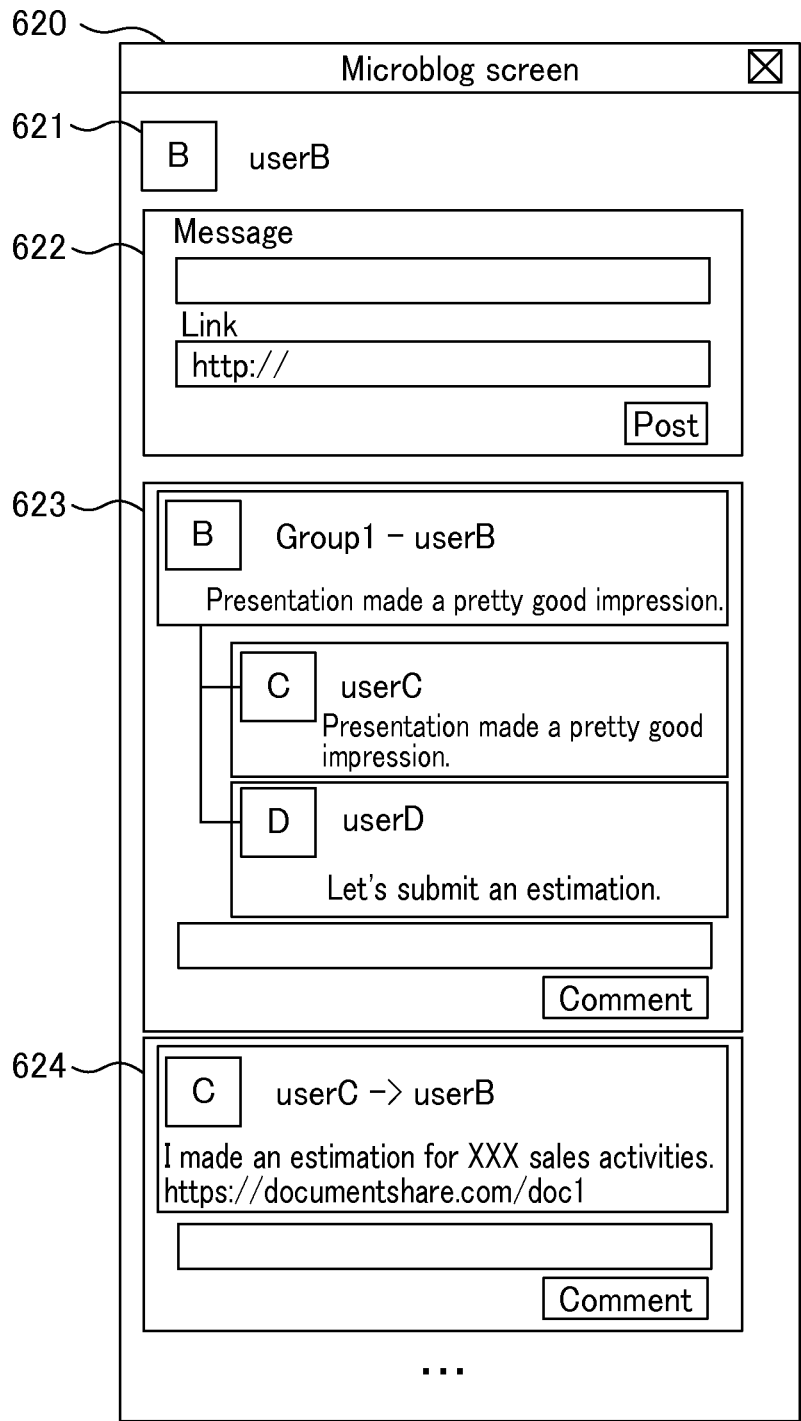 620
Microblog screen
621
B
userB
622
Message
Link
http://
Post
623
B
Group1 - userB
Presentation made a pretty good impression.
C
userC
Presentation made a pretty good
impression.
D
userD
Let's submit an estimation.
Comment
624
C
userC -> userB
I made an estimation for XXX sales activities.
https://documentshare.com/doc1
Comment
...